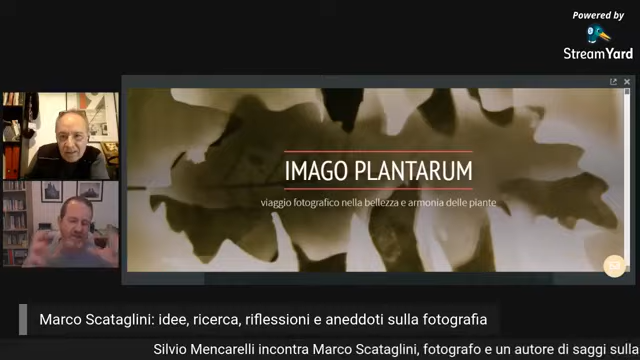 Powered by
StreamYard
IMAGO PLANTARUM
viaggio fotografico nella bellezza e armonia delle piante
Marco Scataglini: idee, ricerca, riflessioni e aneddoti sulla fotografia
Silvio Mencarelli incontra Marco Scataglini, fotografo e un autore di saggi sulla